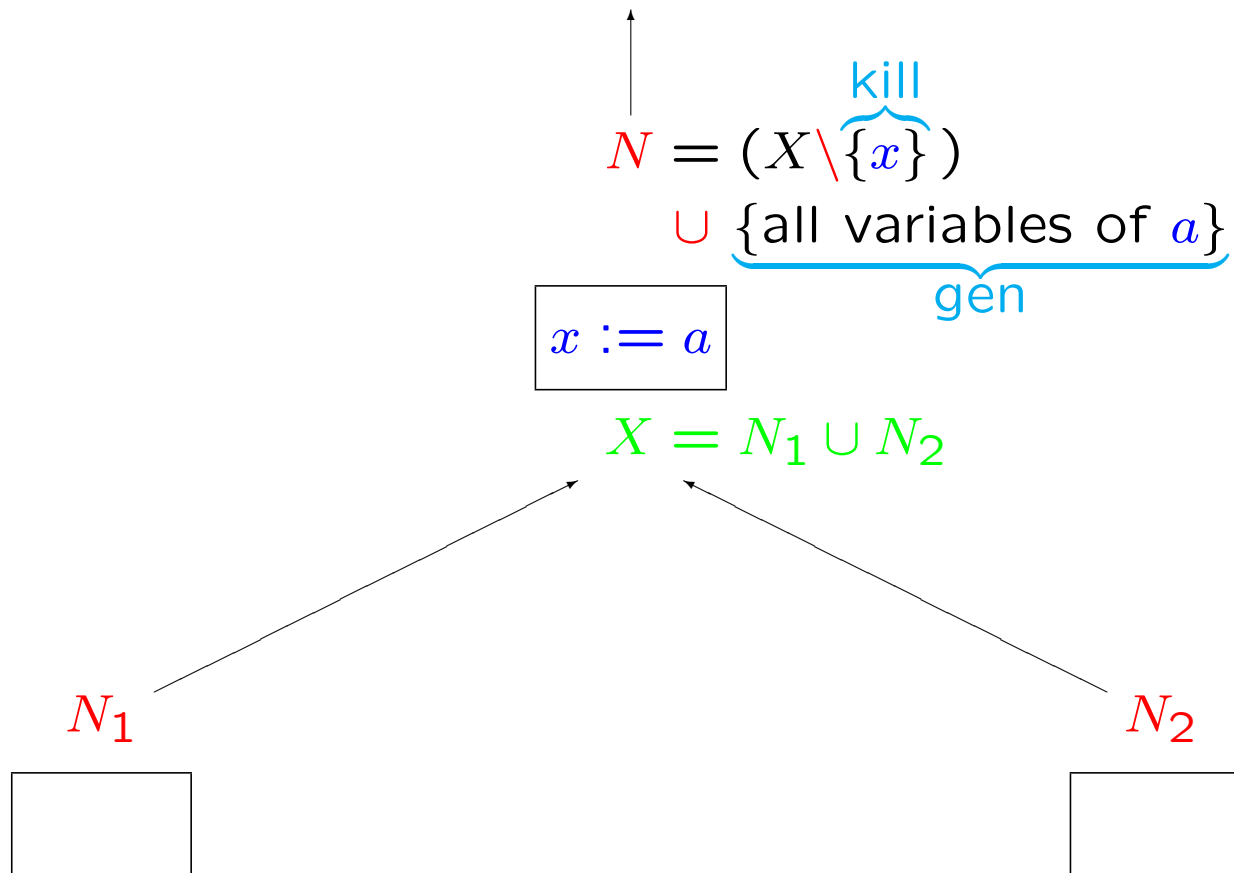 kill
N = (X\{x})
∪ {all variables of a}
gen
x := a
X = N₁ ∪ N₂
N₁ N₂